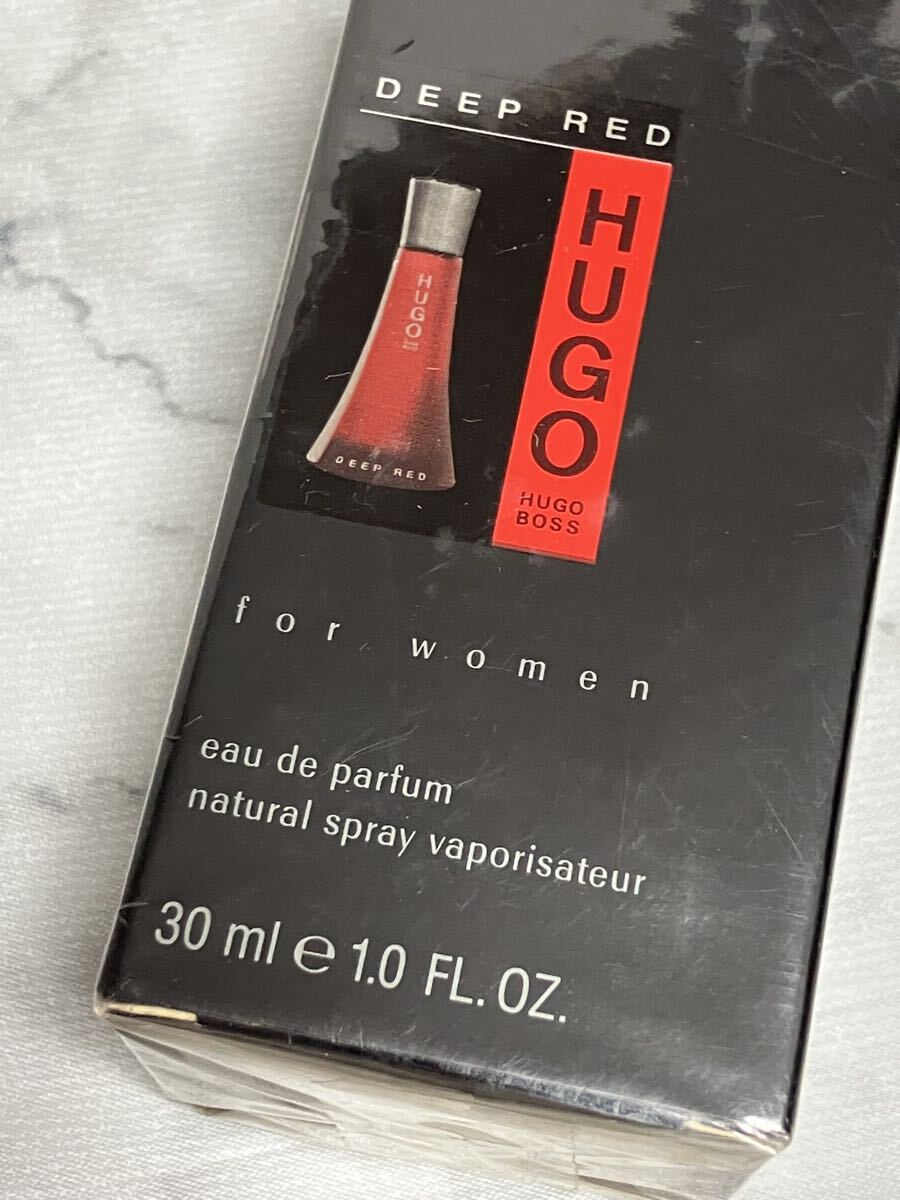 DEEP RED
HUGO
HUGO
BOSS
HUGO
DEEP RED
for women
eau de parfum
natural spray vaporisateur
30 ml ℮ 1.0 FL. OZ.